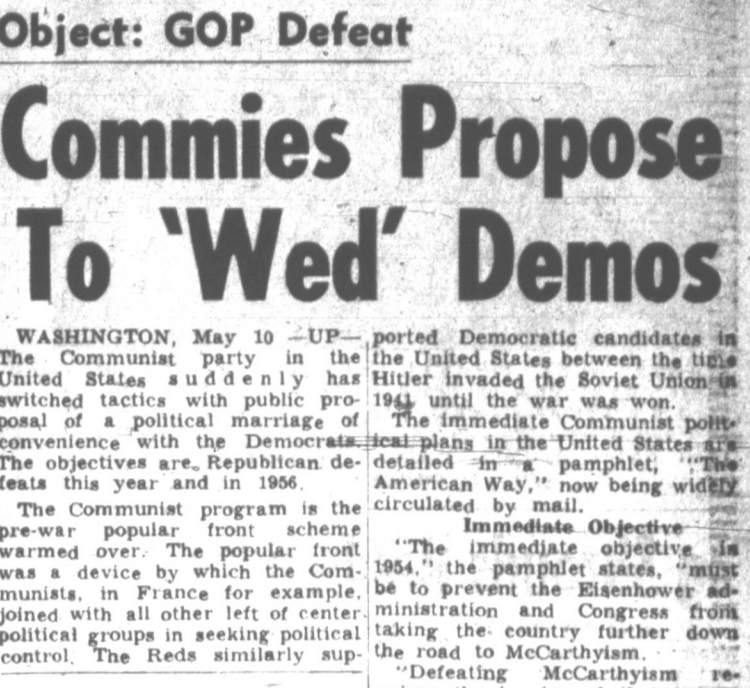 Object: GOP Defeat
Commies Propose
To 'Wed' Demos
WASHINGTON, May 10 —UP—
The Communist party in the
United States suddenly has
switched tactics with public pro-
posal of a political marriage of
convenience with the Democrats.
The objectives are Republican de-
feats this year and in 1956.
The Communist program is the
pre-war popular front scheme
warmed over. The popular front
was a device by which the Com-
munists, in France for example,
joined with all other left of center
political groups in seeking political
control. The Reds similarly sup-
ported Democratic candidates in
the United States between the time
Hitler invaded the Soviet Union in
1941 until the war was won.
The immediate Communist polit-
ical plans in the United States are
detailed in a pamphlet, "The
American Way," now being widely
circulated by mail.
Immediate Objective
"The immediate objective in
1954," the pamphlet states, "must
be to prevent the Eisenhower ad-
ministration and Congress from
taking the country further down
the road to McCarthyism.
"Defeating McCarthyism re-